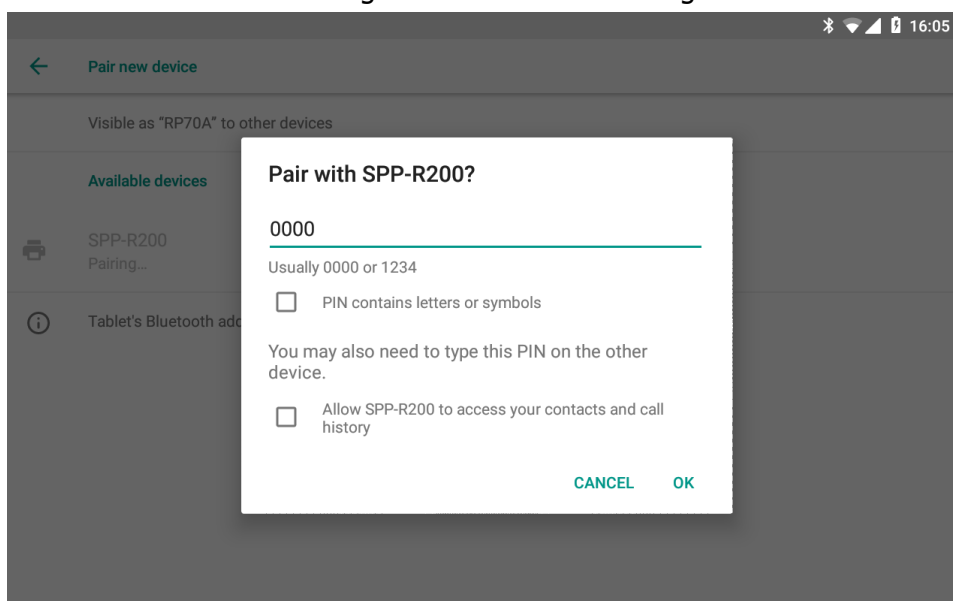 16:05
Pair new device
Visible as "RP70A" to other devices
Available devices
SPP-R200
Pairing...
Tablet's Bluetooth
Pair with SPP-R200?
0000
Usually 0000 or 1234
PIN contains letters or symbols
You may also need to type this PIN on the other
device.
Allow SPP-R200 to access your contacts and call
history
CANCEL OK